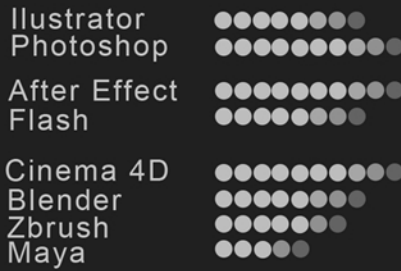 Ilustrator
Photoshop
After Effect
Flash
Cinema 4D
Blender
Zbrush
Maya